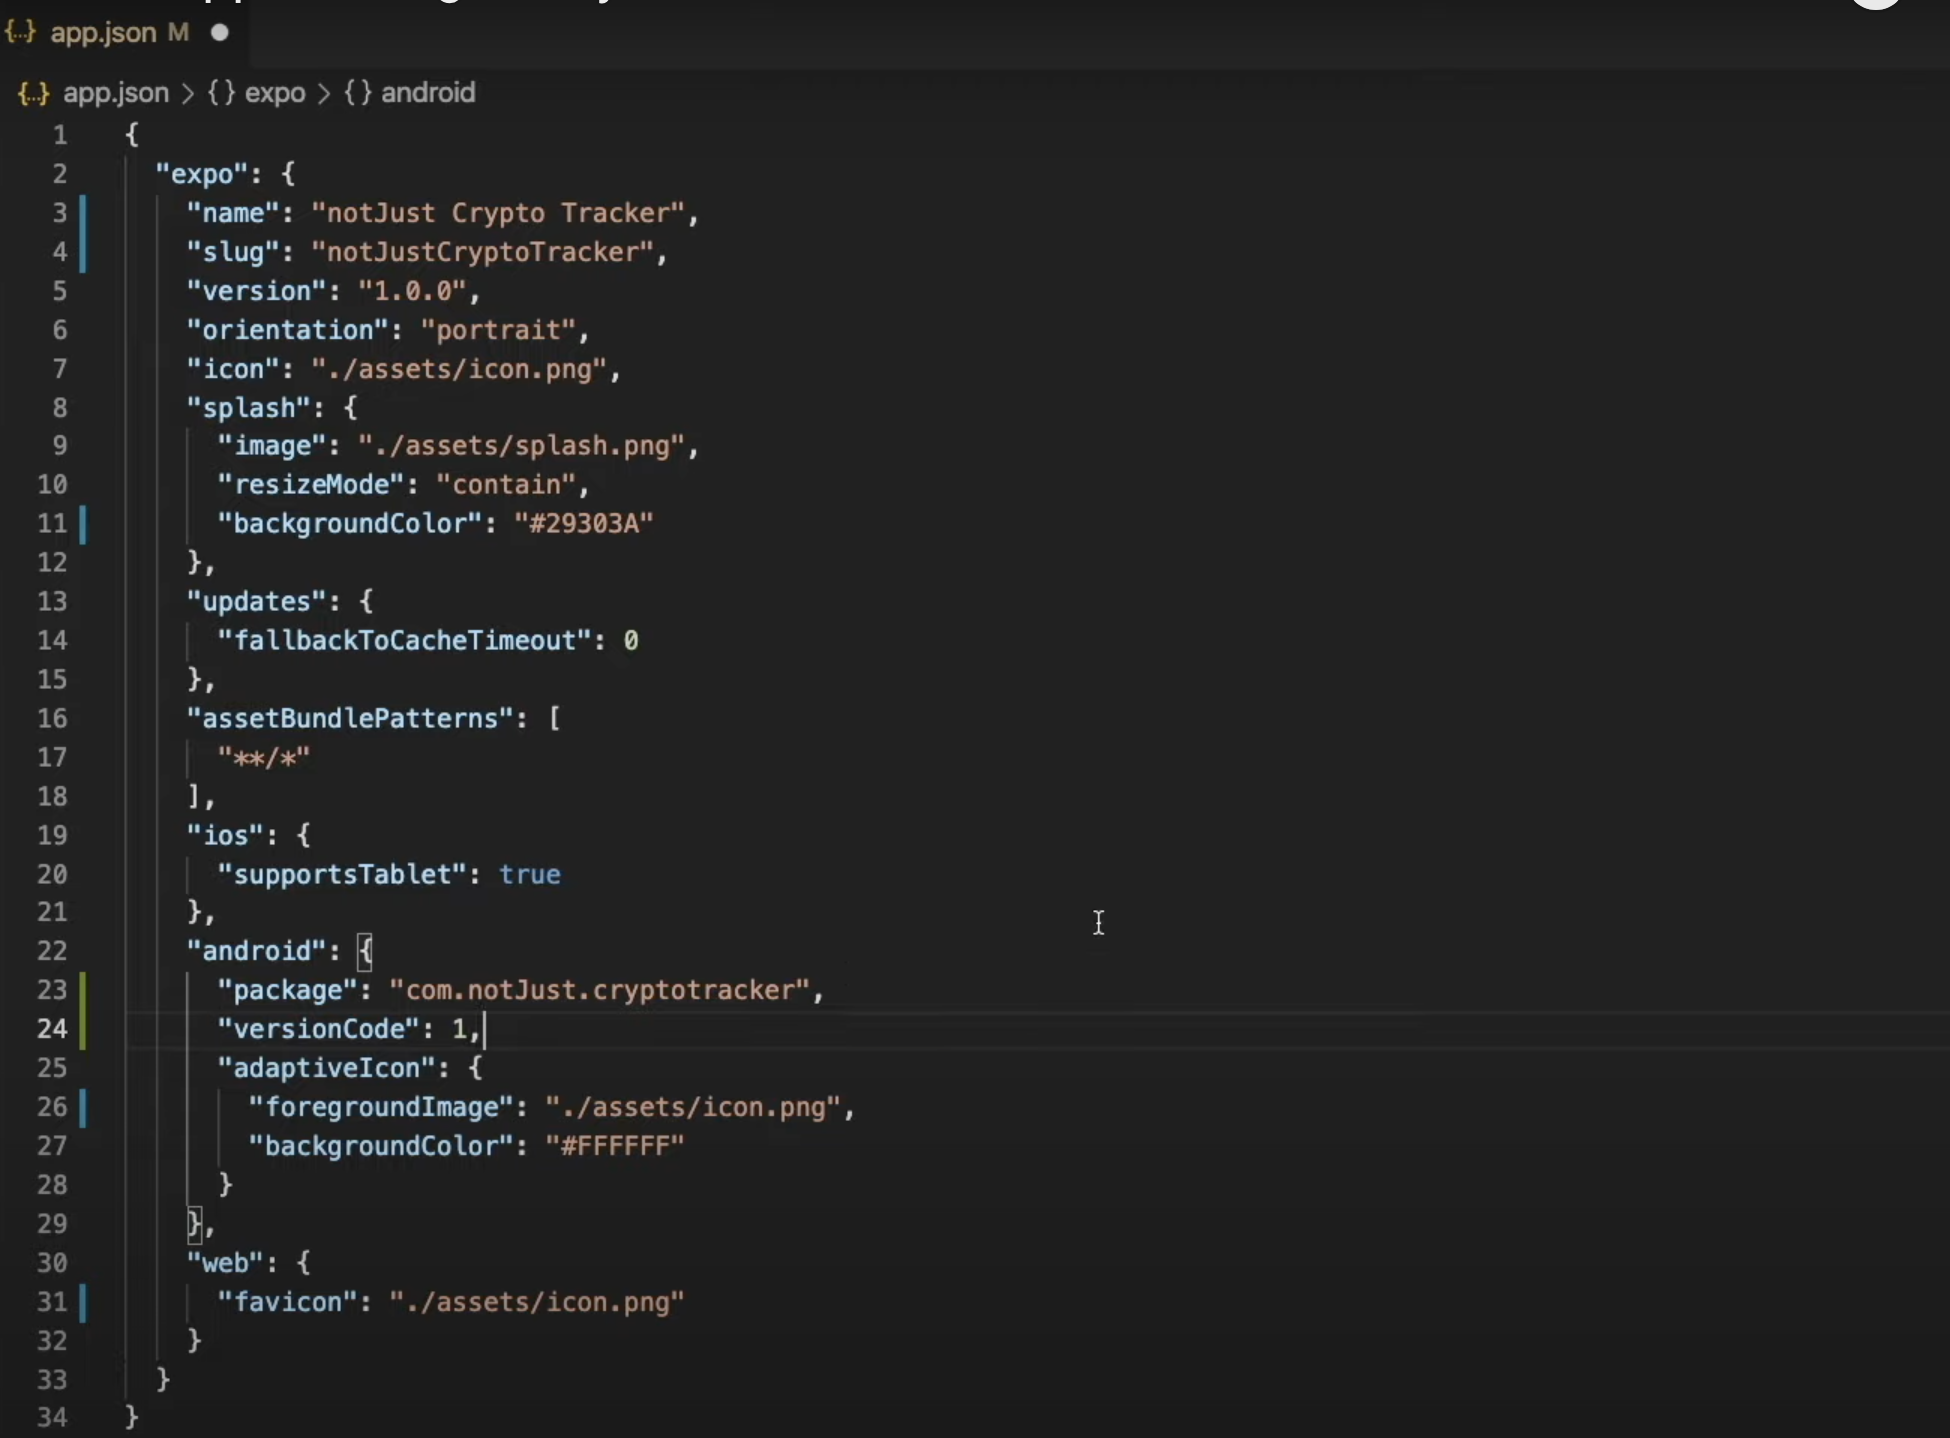 app.json M
app.json > {} expo > {} android
1 {
2 "expo": {
3 "name": "notJust Crypto Tracker",
4 "slug": "notJustCryptoTracker",
5 "version": "1.0.0",
6 "orientation": "portrait",
7 "icon": "./assets/icon.png",
8 "splash": {
9 "image": "./assets/splash.png",
10 "resizeMode": "contain",
11 "backgroundColor": "#29303A"
12 },
13 "updates": {
14 "fallbackToCacheTimeout": 0
15 },
16 "assetBundlePatterns": [
17 "**/*"
18 ],
19 "ios": {
20 "supportsTablet": true
21 },
22 "android": {
23 "package": "com.notJust.cryptotracker",
24 "versionCode": 1,
25 "adaptiveIcon": {
26 "foregroundImage": "./assets/icon.png",
27 "backgroundColor": "#FFFFFF"
28 }
29 },
30 "web": {
31 "favicon": "./assets/icon.png"
32 }
33 }
34 }